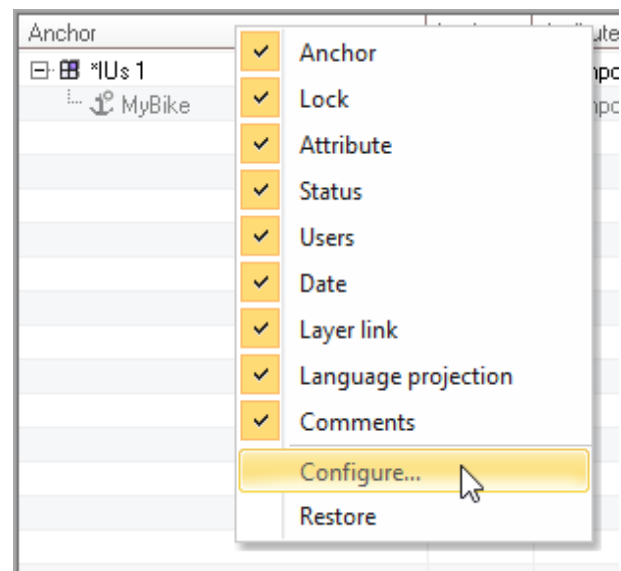 Anchor
*IUs 1
MyBike
Anchor
Lock
Attribute
Status
Users
Date
Layer link
Language projection
Comments
Configure...
Restore